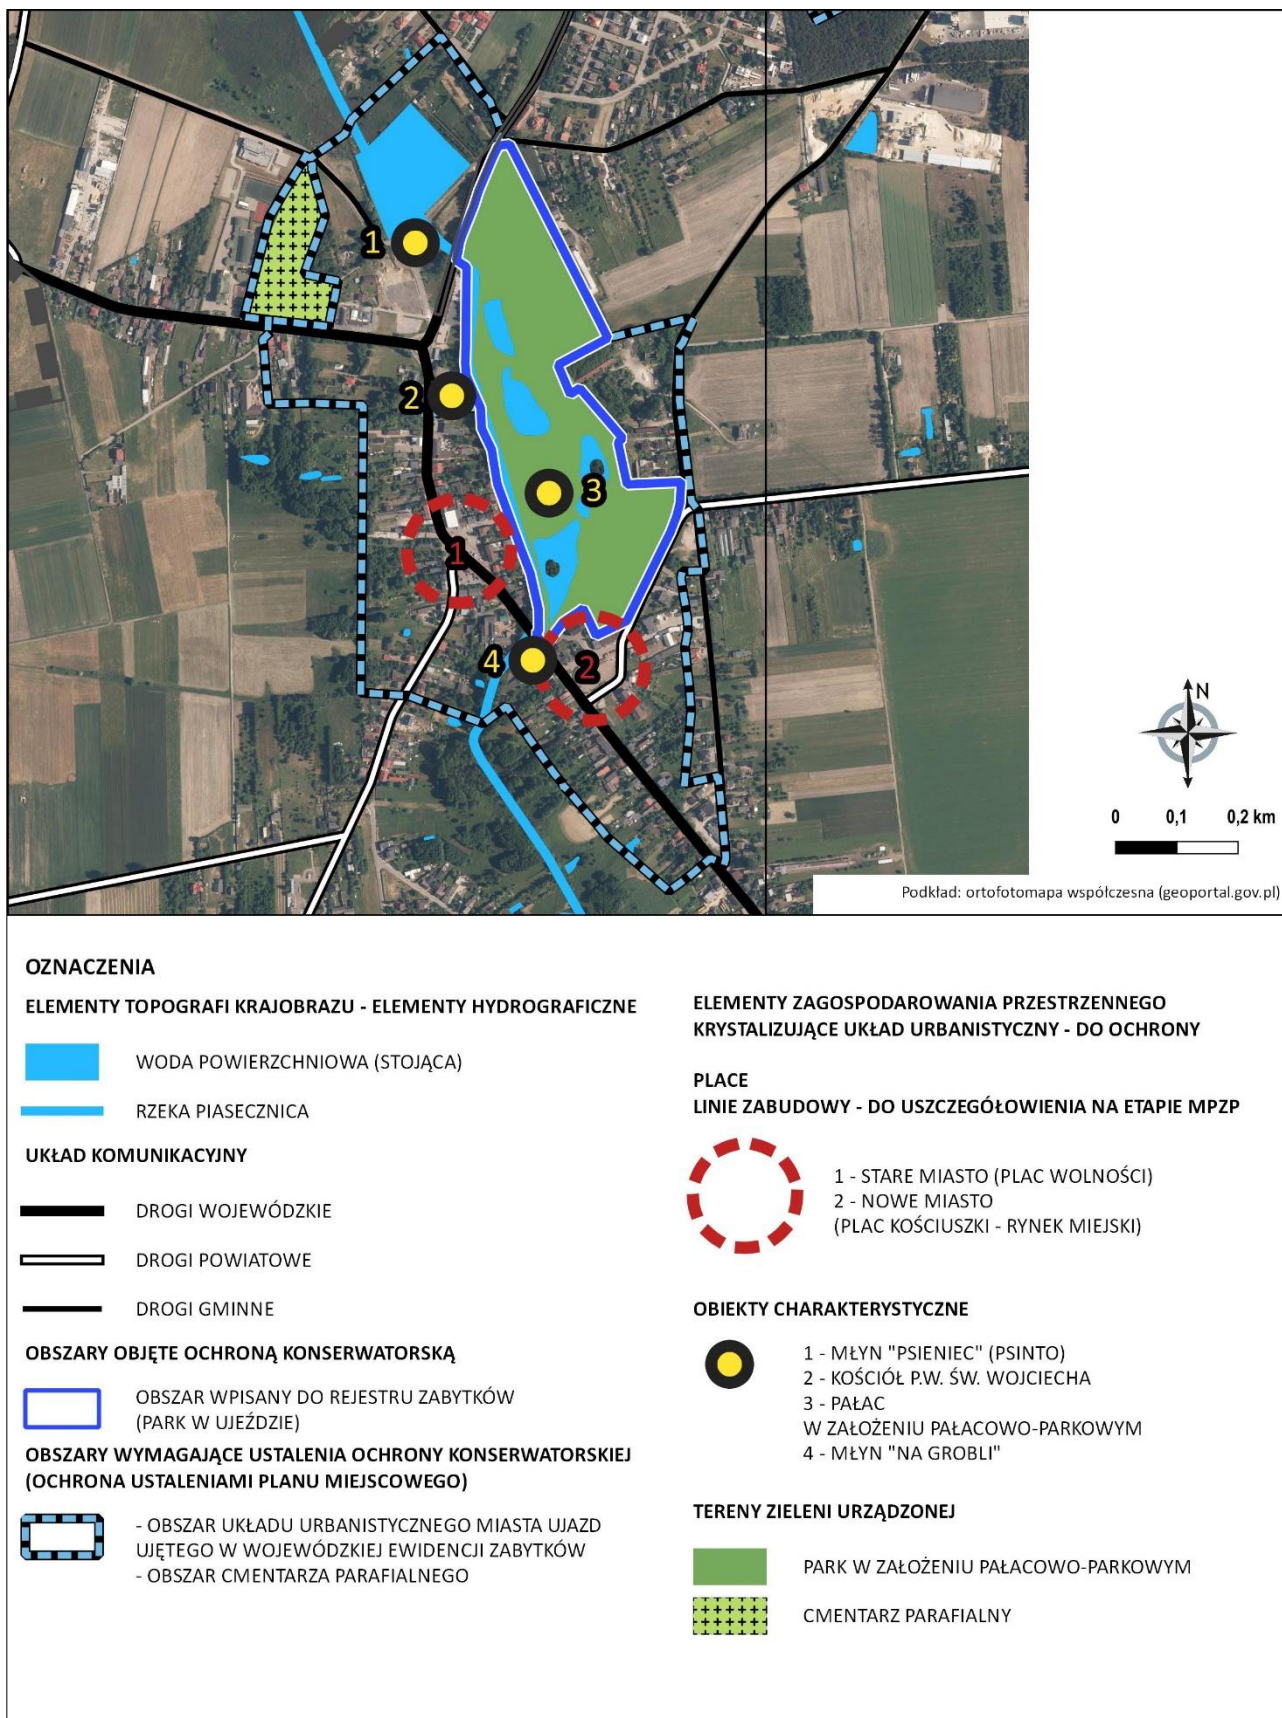 1
2
3
1
4
2
N
0 0,1 0,2 km
Podkład: ortofotomapa współczesna (geoportal.gov.pl)
OZNACZENIA
ELEMENTY TOPOGRAFI KRAJOBRAZU - ELEMENTY HYDROGRAFICZNE
WODA POWIERZCHNIOWA (STOJĄCA)
RZEKA PIASECZNICA
UKŁAD KOMUNIKACYJNY
DROGI WOJEWÓDZKIE
DROGI POWIATOWE
DROGI GMINNE
OBSZARY OBJĘTE OCHRONĄ KONSERWATORSKĄ
OBSZAR WPISANY DO REJESTRU ZABYTKÓW
(PARK W UJEŹDZIE)
OBSZARY WYMAGAJĄCE USTALENIA OCHRONY KONSERWATORSKIEJ
(OCHRONA USTALENIAMI PLANU MIEJSCOWEGO)
- OBSZAR UKŁADU URBANISTYCZNEGO MIASTA UJAZD
UJĘTEGO W WOJEWÓDZKIEJ EWIDENCJI ZABYTKÓW
- OBSZAR CMENTARZA PARAFIALNEGO
ELEMENTY ZAGOSPODAROWANIA PRZESTRZENNEGO
KRYSTALIZUJĄCE UKŁAD URBANISTYCZNY - DO OCHRONY
PLACE
LINIE ZABUDOWY - DO USZCZEGÓŁOWIENIA NA ETAPIE MPZP
1 - STARE MIASTO (PLAC WOLNOŚCI)
2 - NOWE MIASTO
(PLAC KOŚCIUSZKI - RYNEK MIEJSKI)
OBIEKTY CHARAKTERYSTYCZNE
1 - MŁYN "PSIENIEC" (PSINTO)
2 - KOŚCIÓŁ P.W. ŚW. WOJCIECHA
3 - PAŁAC
W ZAŁOŻENIU PAŁACOWO-PARKOWYM
4 - MŁYN "NA GROBLI"
TERENY ZIELENI URZĄDZONEJ
PARK W ZAŁOŻENIU PAŁACOWO-PARKOWYM
CMENTARZ PARAFIALNY